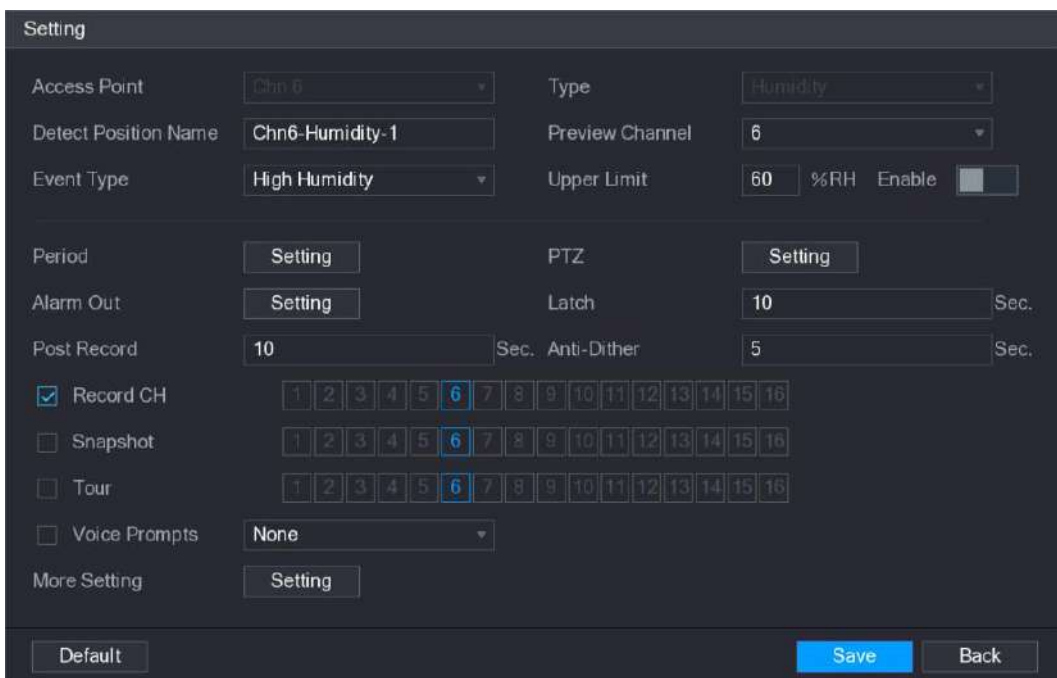 Setting
Access Point Chn 6 Type Humidity
Detect Position Name Chn6-Humidity-1 Preview Channel 6
Event Type High Humidity Upper Limit 60 %RH Enable
Period Setting PTZ Setting
Alarm Out Setting Latch 10 Sec.
Post Record 10 Sec. Anti-Dither 5 Sec.
Record CH 1 2 3 4 5 6 7 8 9 10 11 12 13 14 15 16
Snapshot 1 2 3 4 5 6 7 8 9 10 11 12 13 14 15 16
Tour 1 2 3 4 5 6 7 8 9 10 11 12 13 14 15 16
Voice Prompts None
More Setting Setting
Default Save Back